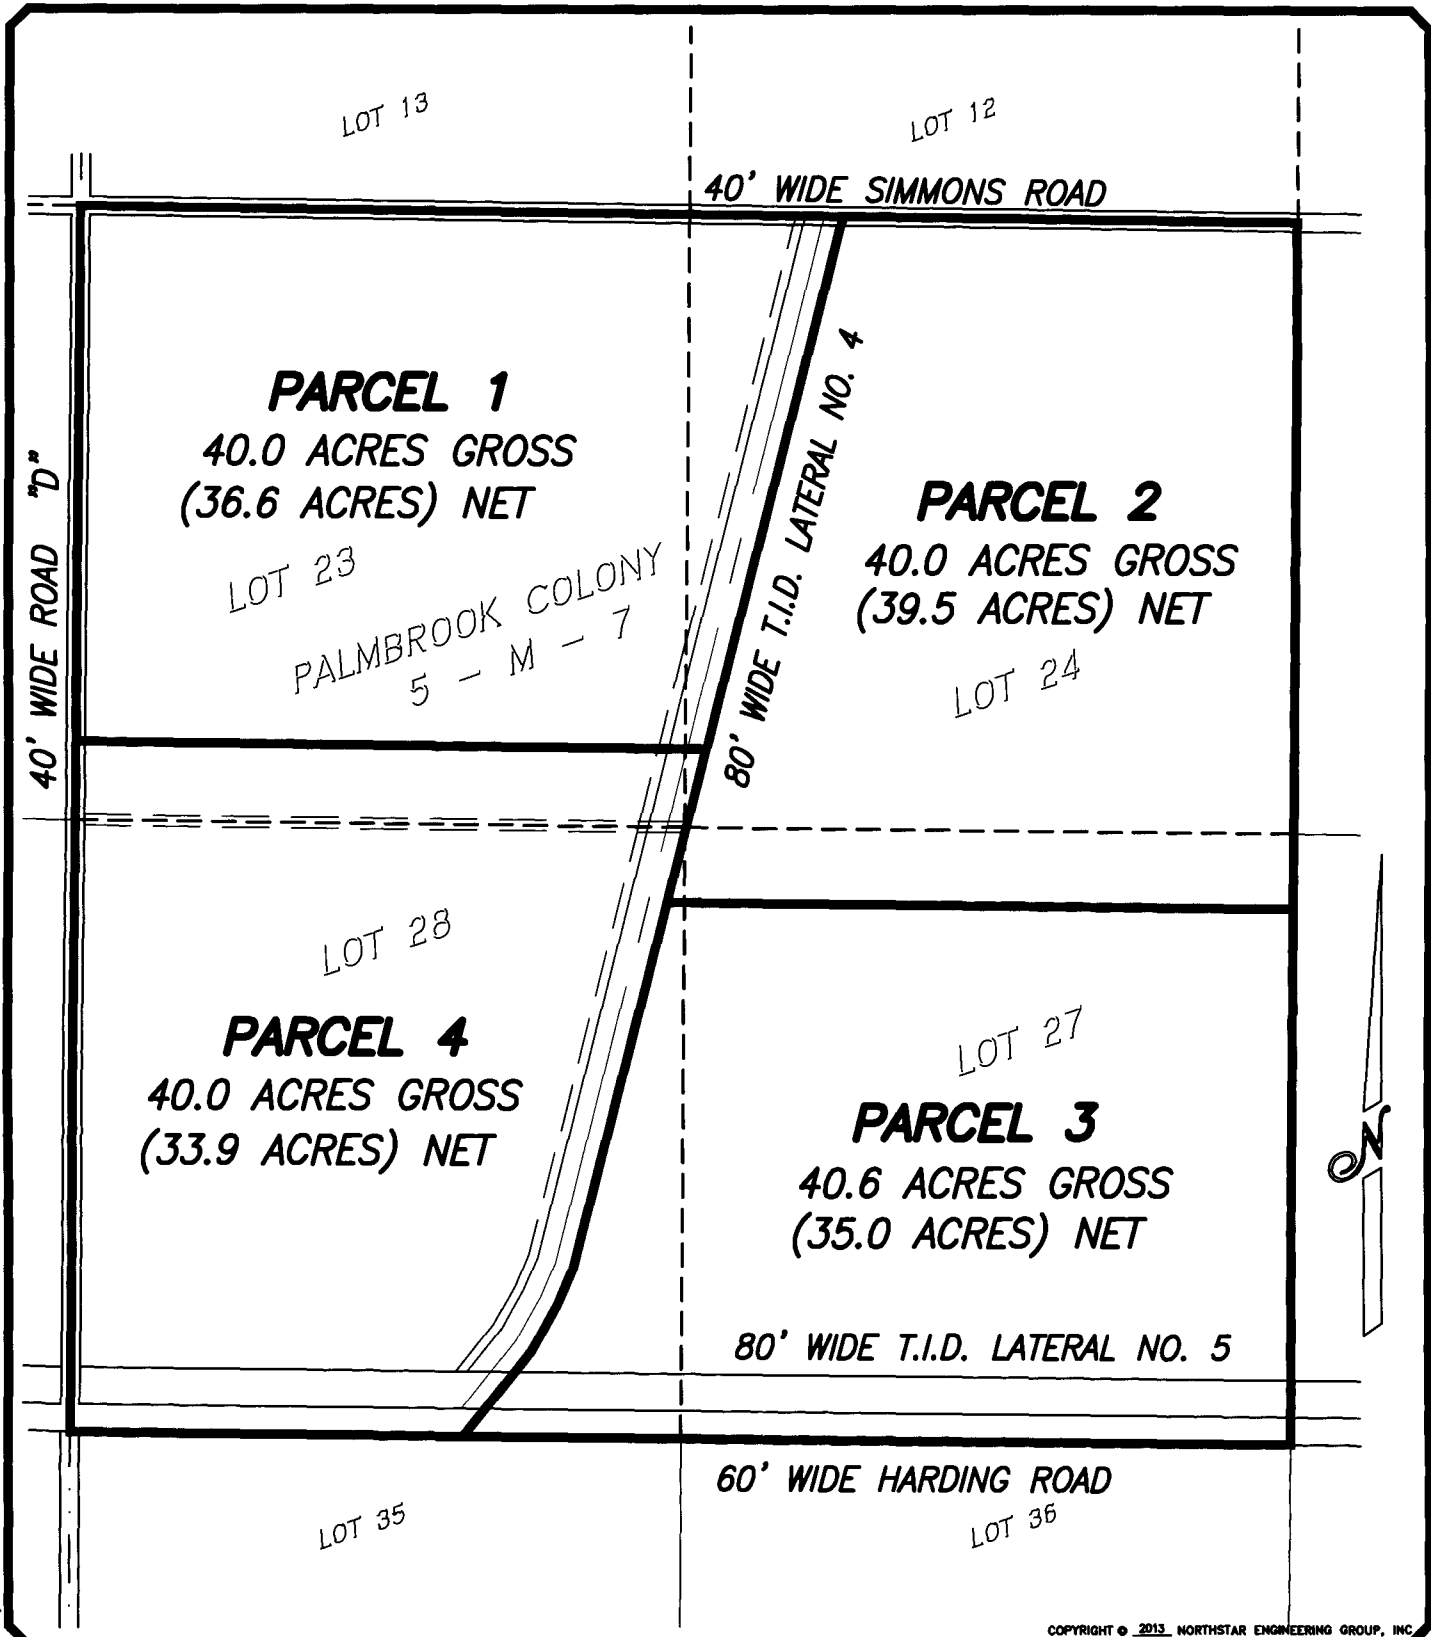 LOT 13
LOT 12
40' WIDE SIMMONS ROAD
PARCEL 1
40.0 ACRES GROSS
(36.6 ACRES) NET
LOT 23
PALMBROOK COLONY
5 - M - 7
40' WIDE ROAD "D"
80' WIDE T.I.D. LATERAL NO. 4
PARCEL 2
40.0 ACRES GROSS
(39.5 ACRES) NET
LOT 24
LOT 28
PARCEL 4
40.0 ACRES GROSS
(33.9 ACRES) NET
LOT 27
PARCEL 3
40.6 ACRES GROSS
(35.0 ACRES) NET
N
80' WIDE T.I.D. LATERAL NO. 5
60' WIDE HARDING ROAD
LOT 35
LOT 36
COPYRIGHT © 2013 NORTHSTAR ENGINEERING GROUP, INC